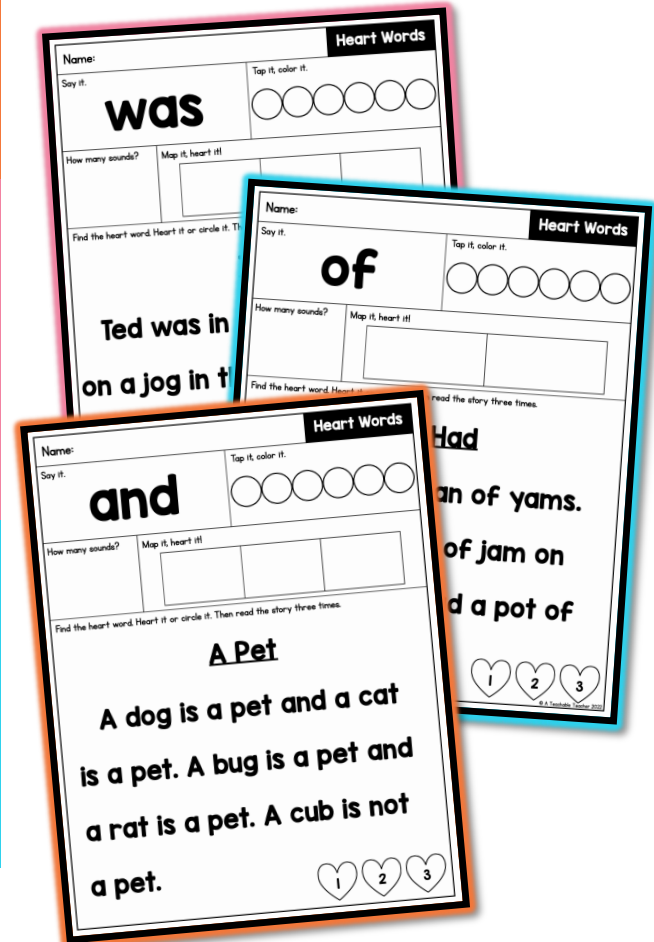 Heart Words
Name:
Say it.
was
Tap it, color it.
How many sounds?
Map it, heart it!
Find the heart word. Heart it or circle it.
Ted was in
on a jog in
Heart Words
Name:
Say it.
of
Tap it, color it.
How many sounds?
Map it, heart it!
Find the heart word.
read the story three times.
Had
of yams.
of jam on
a pot of
1 2 3
© A Teachable Teacher 2022
Heart Words
Name:
Say it.
and
Tap it, color it.
How many sounds?
Map it, heart it!
Find the heart word. Heart it or circle it. Then read the story three times.
A Pet
A dog is a pet and a cat
is a pet. A bug is a pet and
a rat is a pet. A cub is not
a pet.
1 2 3